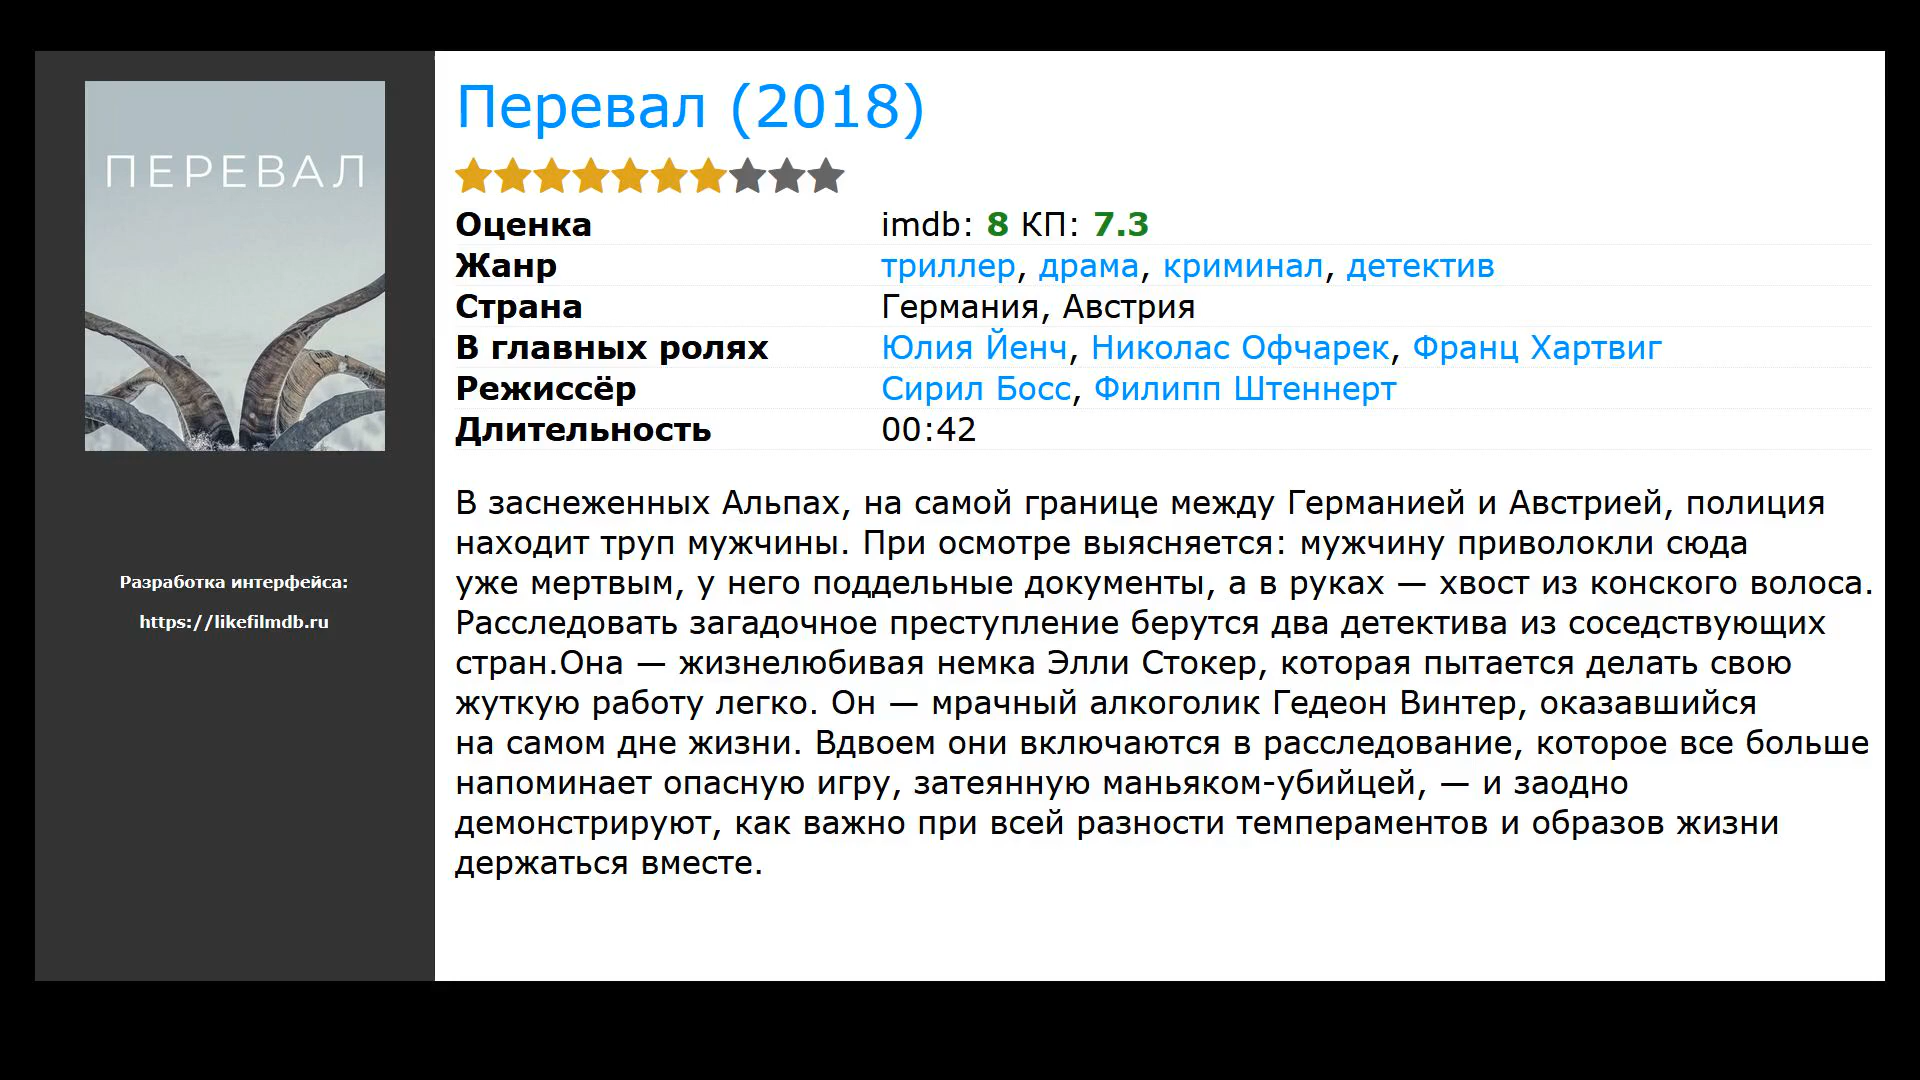 ПЕРЕВАЛ
Разработка интерфейса:
https://likefilmdb.ru
Перевал (2018)
Оценка imdb: 8 КП: 7.3
Жанр триллер, драма, криминал, детектив
Страна Германия, Австрия
В главных ролях Юлия Йенч, Николас Офчарек, Франц Хартвиг
Режиссёр Сирил Босс, Филипп Штеннерт
Длительность 00:42
В заснеженных Альпах, на самой границе между Германией и Австрией, полиция
находит труп мужчины. При осмотре выясняется: мужчину приволокли сюда
уже мертвым, у него поддельные документы, а в руках — хвост из конского волоса.
Расследовать загадочное преступление берутся два детектива из соседствующих
стран.Она — жизнелюбивая немка Элли Стокер, которая пытается делать свою
жуткую работу легко. Он — мрачный алкоголик Гедеон Винтер, оказавшийся
на самом дне жизни. Вдвоем они включаются в расследование, которое все больше
напоминает опасную игру, затеянную маньяком-убийцей, — и заодно
демонстрируют, как важно при всей разности темпераментов и образов жизни
держаться вместе.